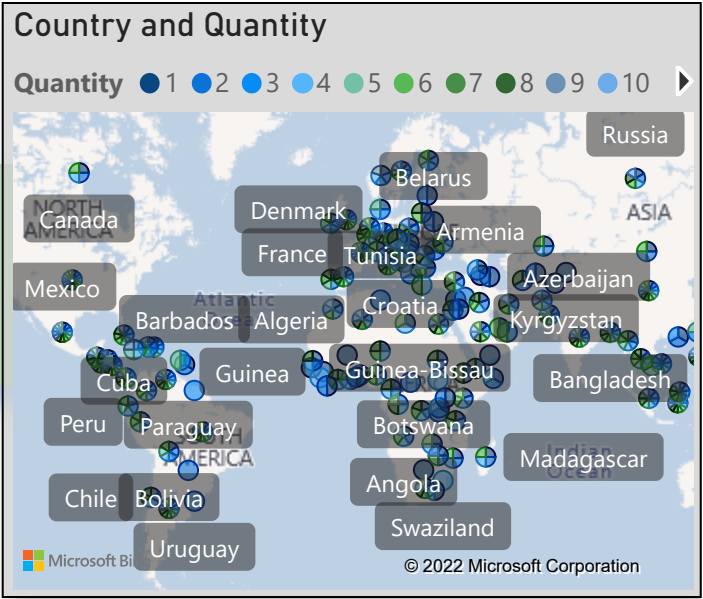 Country and Quantity
Quantity 1 2 3 4 5 6 7 8 9 10
Russia
Belarus
NORTH
AMERICA
Canada
Denmark
ASIA
Armenia
France
Tunisia
Mexico
Azerbaijan
Atlantic
Croatia
Barbados
Algeria
Kyrgyzstan
Cuba
Guinea
Guinea-Bissau
Bangladesh
Peru
Paraguay
Botswana
AMERICA
Indian
Ocean
Madagascar
Angola
Chile
Bolivia
Swaziland
Uruguay
Microsoft Bi
© 2022 Microsoft Corporation